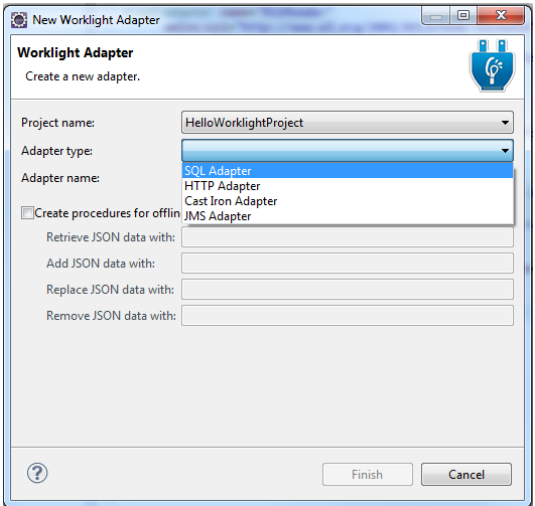 New Worklight Adapter
Worklight Adapter
Create a new adapter.
Project name: HelloWorklightProject
Adapter type:
SQL Adapter
Adapter name:
HTTP Adapter
Cast Iron Adapter
JMS Adapter
Create procedures for offlin
Retrieve JSON data with:
Add JSON data with:
Replace JSON data with:
Remove JSON data with:
Finish Cancel